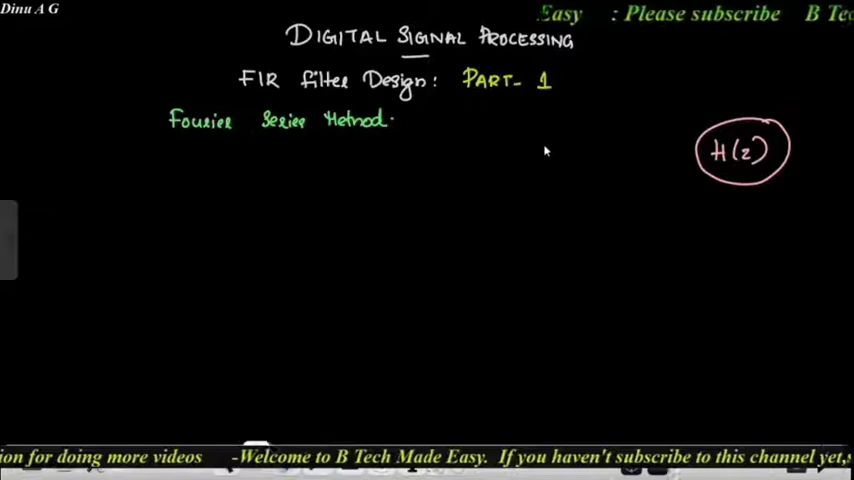 Dinu A G
Easy : Please subscribe B Tec
DIGITAL SIGNAL PROCESSING
FIR Filter Design: PART- 1
Fourier Series Method.
H(z)
ion for doing more videos -Welcome to B Tech Made Easy. If you haven't subscribe to this channel yet,